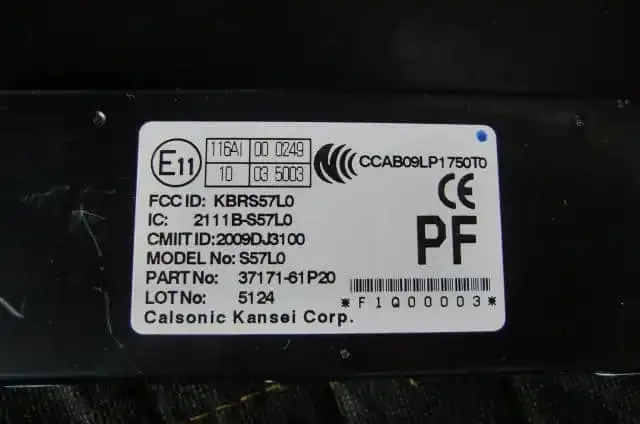 E11
116AI 00 0249
10 03 5003
CCAB09LP1750T0
CE
FCC ID: KBRS57L0
IC: 2111B-S57L0
CMIIT ID:2009DJ3100
MODEL No: S57L0
PF
PART No: 37171-61P20
LOT No: 5124
*F1Q00003*
Calsonic Kansei Corp.